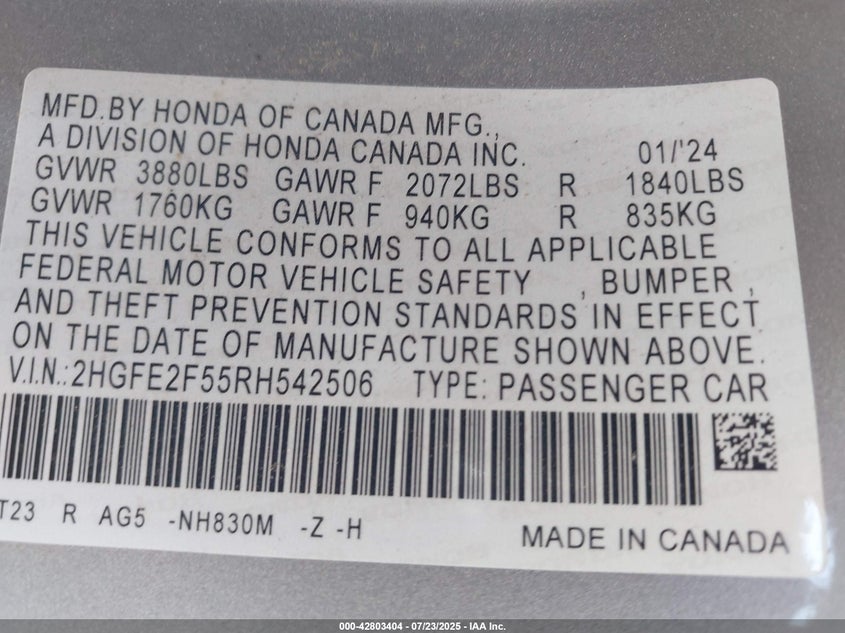 MFD.BY HONDA OF CANADA MFG.,
A DIVISION OF HONDA CANADA INC. 01/'24
GVWR 3880LBS GAWR F 2072LBS R 1840LBS
GVWR 1760KG GAWR F 940KG R 835KG
THIS VEHICLE CONFORMS TO ALL APPLICABLE
FEDERAL MOTOR VEHICLE SAFETY , BUMPER ,
AND THEFT PREVENTION STANDARDS IN EFFECT
ON THE DATE OF MANUFACTURE SHOWN ABOVE.
V.I.N.:2HGFE2F55RH542506 TYPE: PASSENGER CAR
T23 R AG5 -NH830M -Z -H
MADE IN CANADA
000-42803404 - 07/23/2025 - IAA Inc.